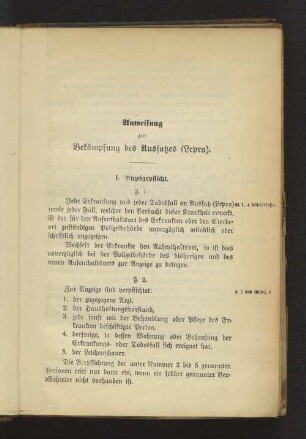 Anweisung
zur
Bekämpfung des Aussatzes (Lepra).
I. Anzeigepflicht.
§. 1.
Jede Erkrankung und jeder Todesfall an Aussatz (Lepra)
sowie jeder Fall, welcher den Verdacht dieser Krankheit erweckt,
ist der für den Aufenthaltsort des Erkrankten oder den Sterbe-
ort zuständigen Polizeibehörde unverzüglich mündlich oder
schriftlich anzuzeigen.
Wechselt der Erkrankte den Aufenthaltsort, so ist dies
unverzüglich bei der Polizeibehörde des bisherigen und des
neuen Aufenthaltsorts zur Anzeige zu bringen.
§. 2.
Zur Anzeige sind verpflichtet:
1. der zugezogene Arzt,
2. der Haushaltungsvorstand,
3. jede sonst mit der Behandlung oder Pflege des Er-
krankten beschäftigte Person,
4. derjenige, in dessen Wohnung oder Behausung der
Erkrankungs- oder Todesfall sich ereignet hat,
5. der Leichenschauer.
Die Verpflichtung der unter Nummer 2 bis 5 genannten
Personen tritt nur dann ein, wenn ein früher genannter Ver-
pflichteter nicht vorhanden ist.